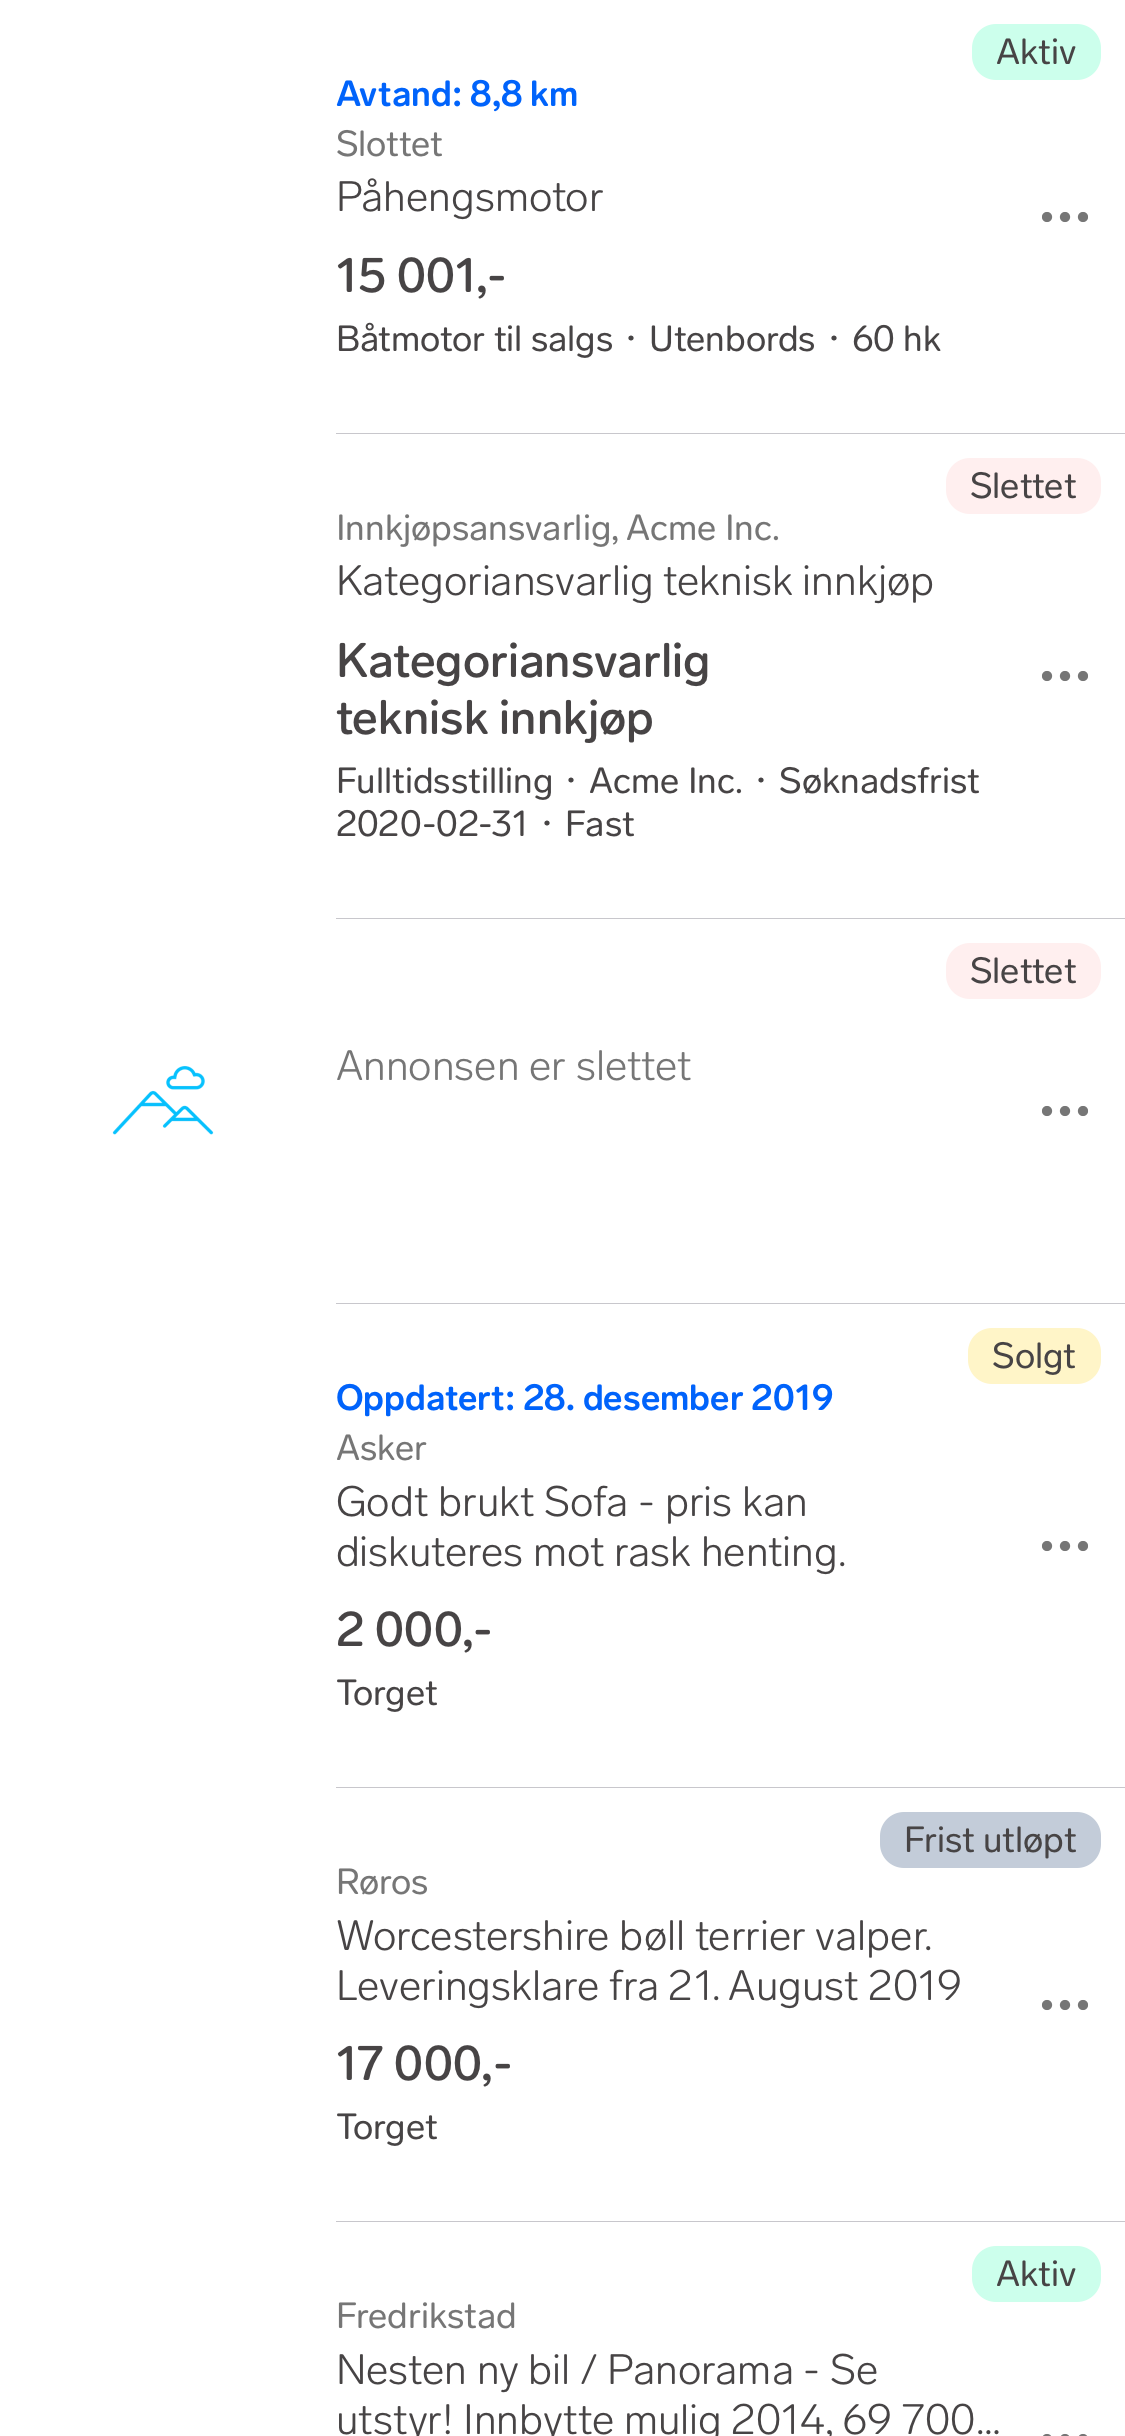 Aktiv
Avtand: 8,8 km
Slottet
Påhengsmotor
15 001,-
Båtmotor til salgs · Utenbords · 60 hk
Slettet
Innkjøpsansvarlig, Acme Inc.
Kategoriansvarlig teknisk innkjøp
Kategoriansvarlig
teknisk innkjøp
Fulltidsstilling · Acme Inc. · Søknadsfrist
2020-02-31 · Fast
Slettet
Annonsen er slettet
Solgt
Oppdatert: 28. desember 2019
Asker
Godt brukt Sofa - pris kan
diskuteres mot rask henting.
2 000,-
Torget
Frist utløpt
Røros
Worcestershire bøll terrier valper.
Leveringsklare fra 21. August 2019
17 000,-
Torget
Aktiv
Fredrikstad
Nesten ny bil / Panorama - Se
utstyr! Innbytte mulig 2014, 69 700...